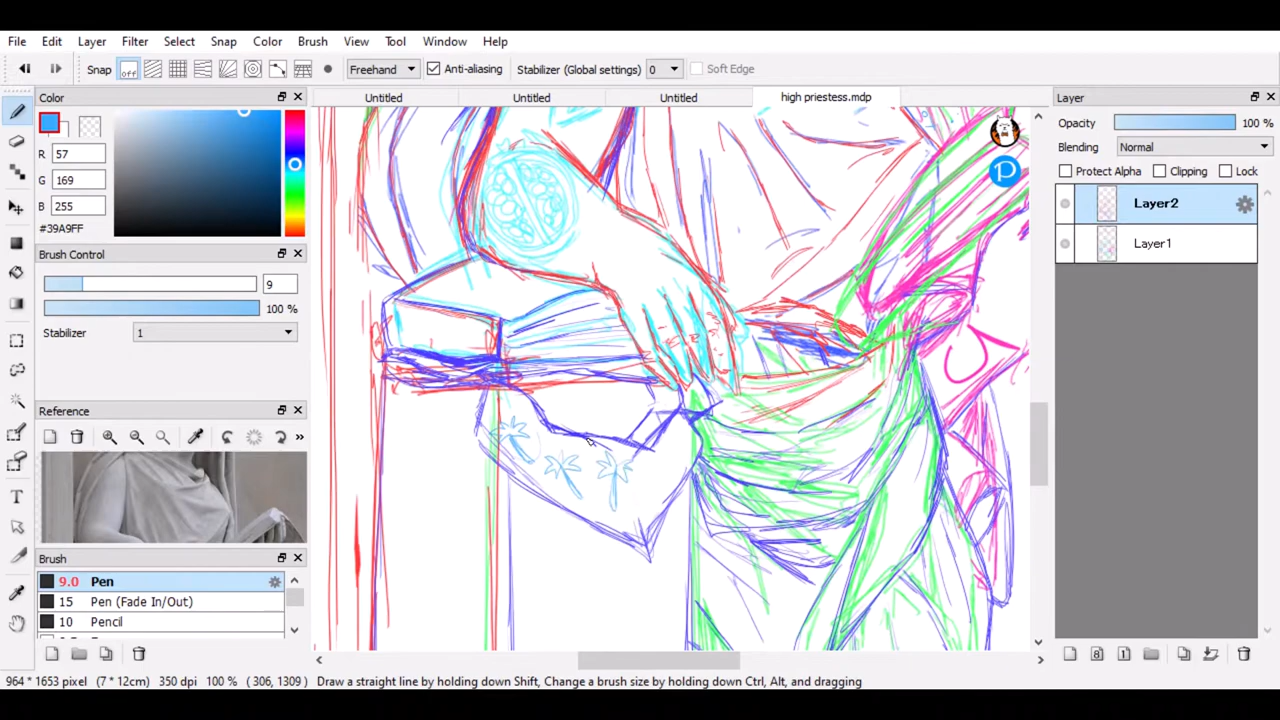 File Edit Layer Filter Select Snap Color Brush View Tool Window Help
Snap off Freehand Anti-aliasing Stabilizer (Global settings) 0 Soft Edge
Color
Untitled Untitled Untitled high priestess.mdp
Layer
R 57
G 169
B 255
#39A9FF
Opacity 100 %
Blending Normal
Protect Alpha Clipping Lock
Layer2
Layer1
Brush Control
9
100 %
Stabilizer 1
Reference
»
Brush
9.0 Pen
15 Pen (Fade In/Out)
10 Pencil
964 * 1653 pixel (7 * 12cm) 350 dpi 100 % ( 306, 1309 ) Draw a straight line by holding down Shift, Change a brush size by holding down Ctrl, Alt, and dragging